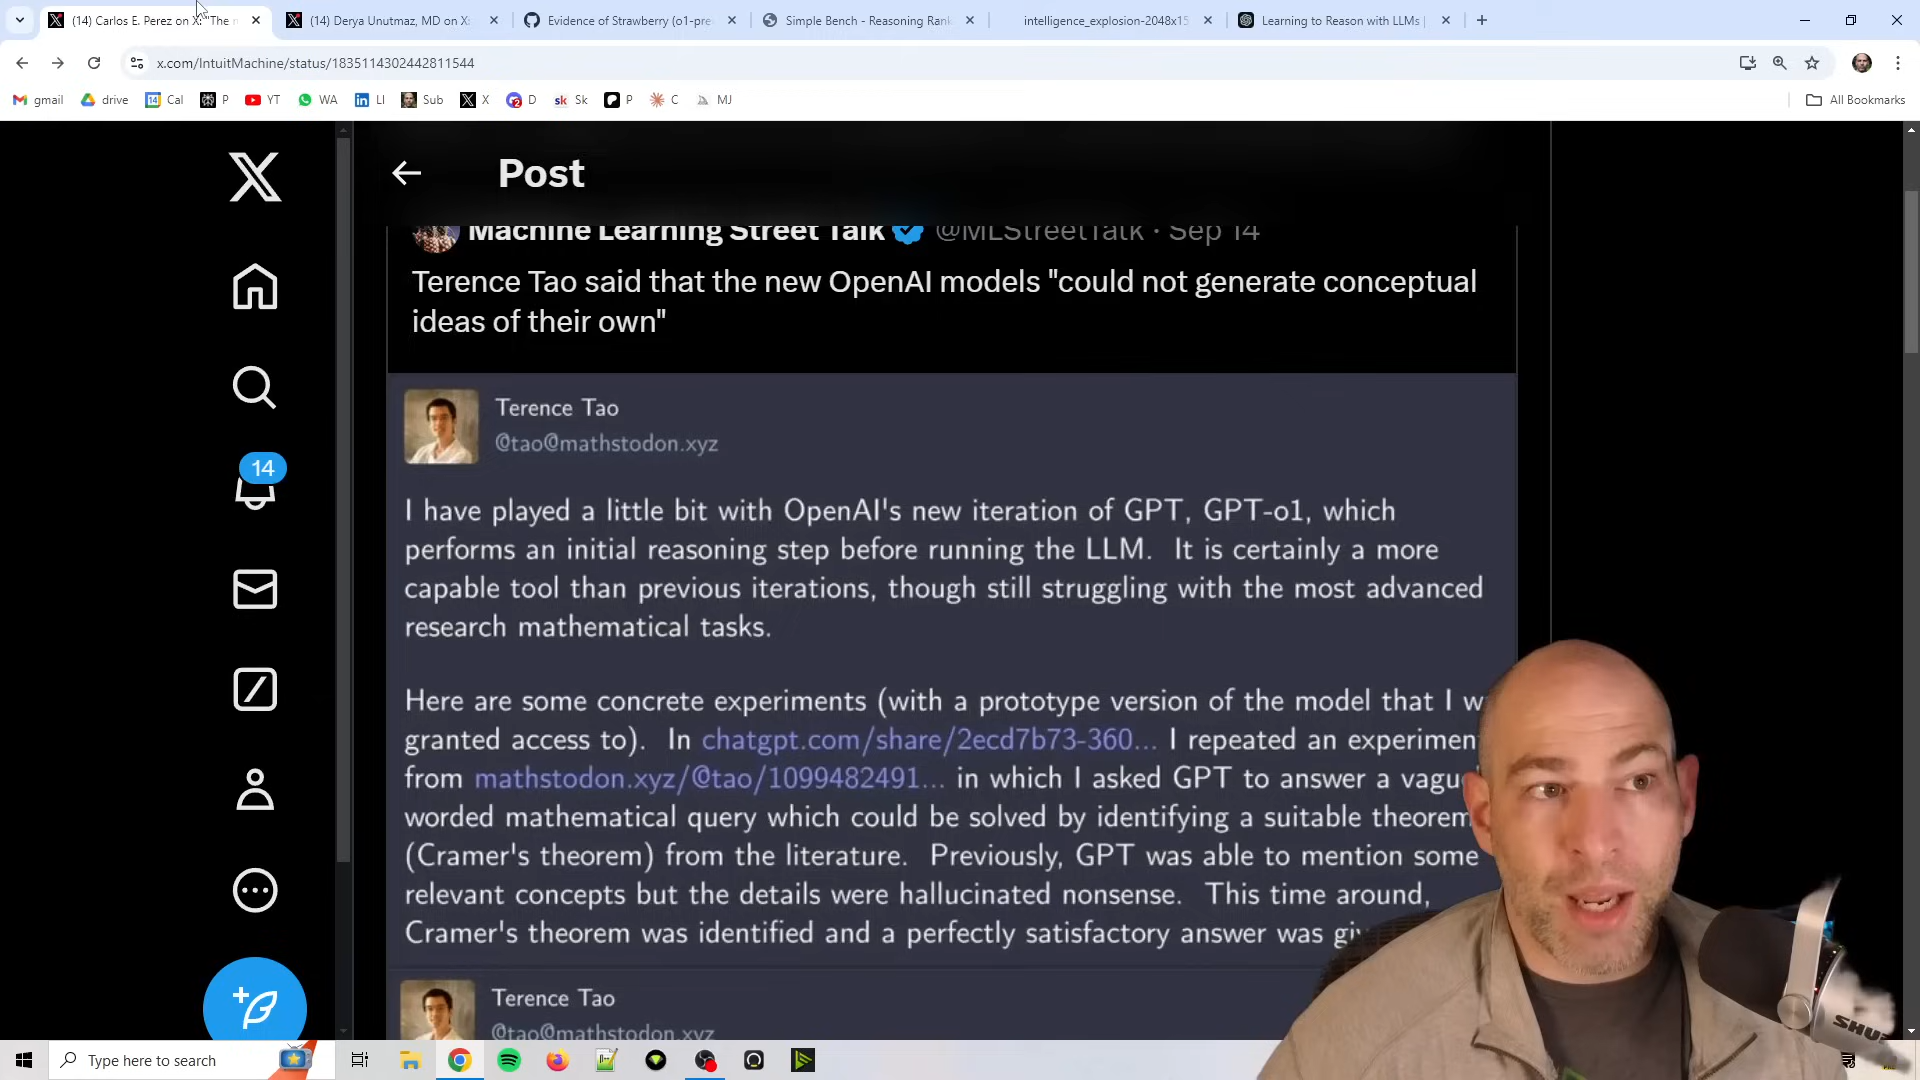 (14) Carlos E. Perez on X: "The
(14) Derya Unutmaz, MD on X:
Evidence of Strawberry (o1-pre
Simple Bench - Reasoning Rank
intelligence_explosion-2048x15
Learning to Reason with LLMs |
x.com/IntuitMachine/status/1835114302442811544
gmail
drive
Cal
P
YT
WA
LI
Sub
X
D
Sk
P
C
MJ
All Bookmarks
Post
Machine Learning Street Talk @MLStreetTalk · Sep 14
Terence Tao said that the new OpenAI models "could not generate conceptual
ideas of their own"
14
Terence Tao
@tao@mathstodon.xyz
I have played a little bit with OpenAI's new iteration of GPT, GPT-o1, which
performs an initial reasoning step before running the LLM. It is certainly a more
capable tool than previous iterations, though still struggling with the most advanced
research mathematical tasks.
Here are some concrete experiments (with a prototype version of the model that I w
granted access to). In chatgpt.com/share/2ecd7b73-360... I repeated an experimen
from mathstodon.xyz/@tao/1099482491... in which I asked GPT to answer a vagu
worded mathematical query which could be solved by identifying a suitable theorem
(Cramer's theorem) from the literature. Previously, GPT was able to mention some
relevant concepts but the details were hallucinated nonsense. This time around,
Cramer's theorem was identified and a perfectly satisfactory answer was gi
Terence Tao
@tao@mathstodon.xyz
SHU
Type here to search